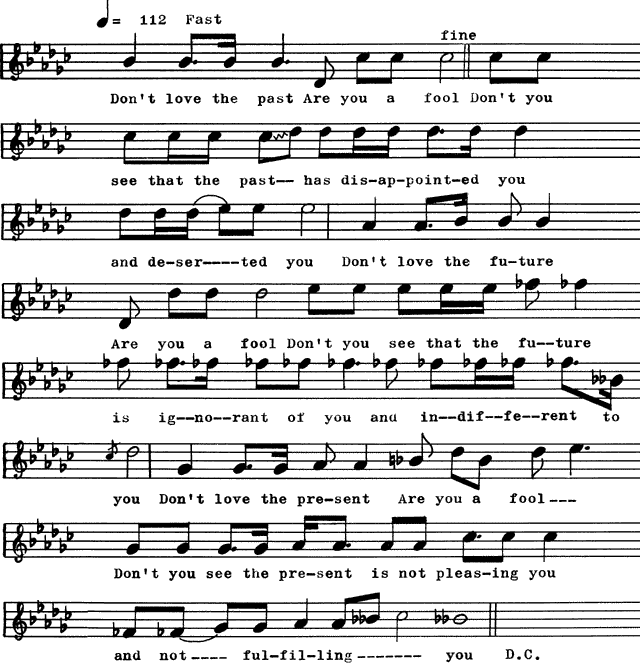 = 112 Fast
fine
Don't love the past Are you a fool Don't you
see that the past-- has dis-ap-point-ed you
and de-ser----ted you Don't love the fu-ture
Are you a fool Don't you see that the fu--ture
is ig--no--rant of you and in--dif--fe--rent to
you Don't love the pre-sent Are you a fool---
Don't you see the pre-sent is not pleas-ing you
and not---- ful-fil-ling------- you D.C.